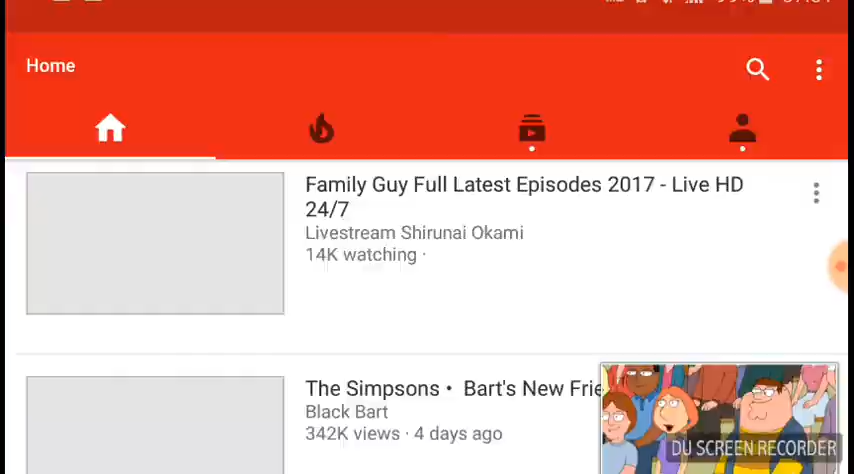 Home
Family Guy Full Latest Episodes 2017 - Live HD
24/7
Livestream Shirunai Okami
14K watching ·
The Simpsons • Bart's New Frie
Black Bart
342K views · 4 days ago
DU SCREEN RECORDER